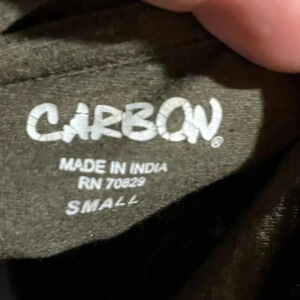 CARBON®
MADE IN INDIA
RN 70829
SMALL